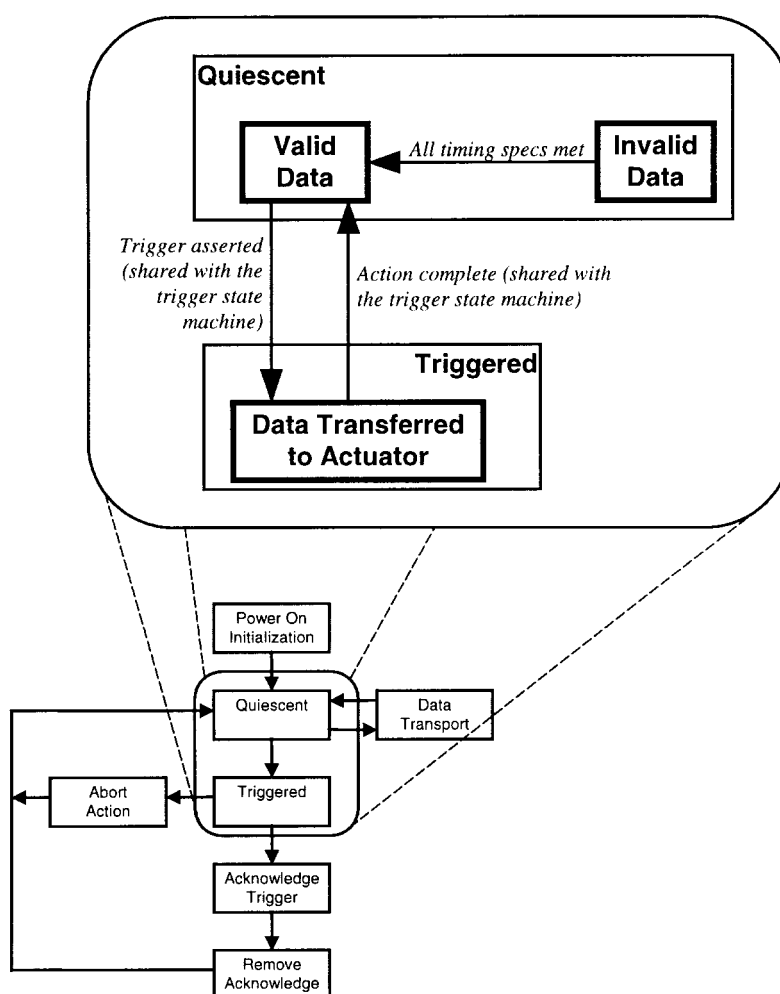 Quiescent
Valid
Data
All timing specs met
Invalid
Data
Trigger asserted
(shared with the
trigger state
machine)
Action complete (shared with
the trigger state machine)
Triggered
Data Transferred
to Actuator
Power On
Initialization
Quiescent
Data
Transport
Abort
Action
Triggered
Acknowledge
Trigger
Remove
Acknowledge